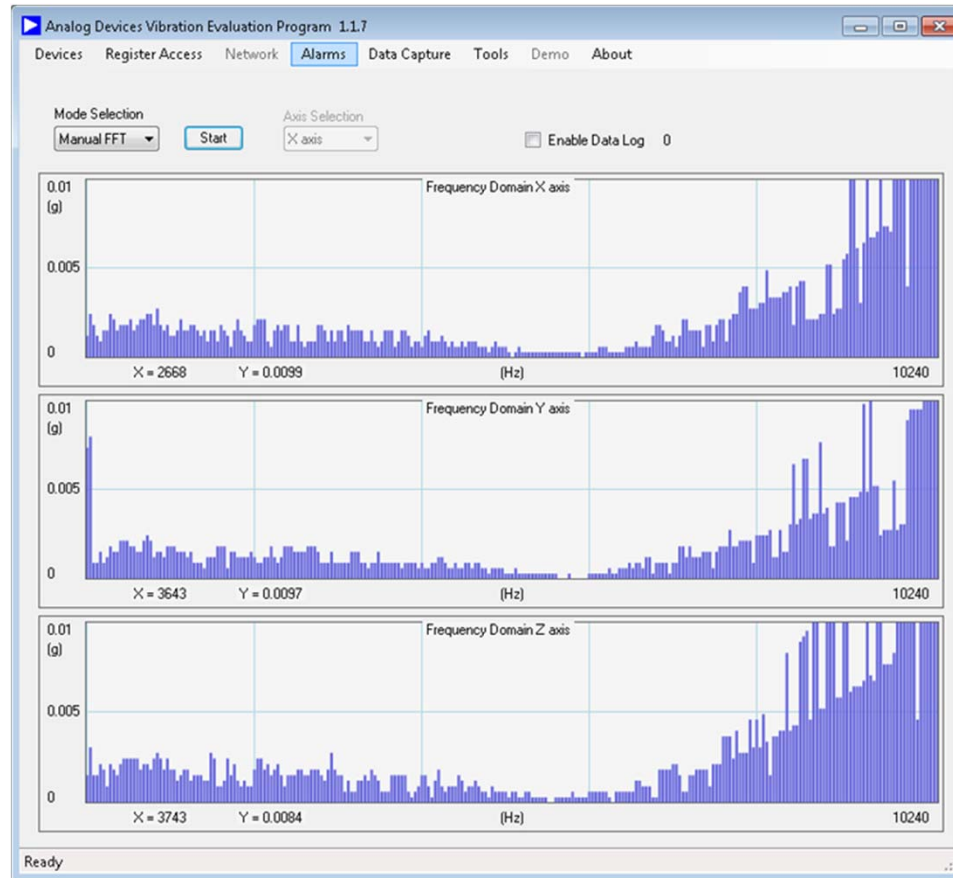 Analog Devices Vibration Evaluation Program 1.1.7
Devices Register Access Network Alarms Data Capture Tools Demo About
Mode Selection Axis Selection
Manual FFT Start X axis Enable Data Log 0
0.01 Frequency Domain X axis
(g)
0.005
0
X = 2668 Y = 0.0099 (Hz) 10240
0.01 Frequency Domain Y axis
(g)
0.005
0
X = 3643 Y = 0.0097 (Hz) 10240
0.01 Frequency Domain Z axis
(g)
0.005
0
X = 3743 Y = 0.0084 (Hz) 10240
Ready